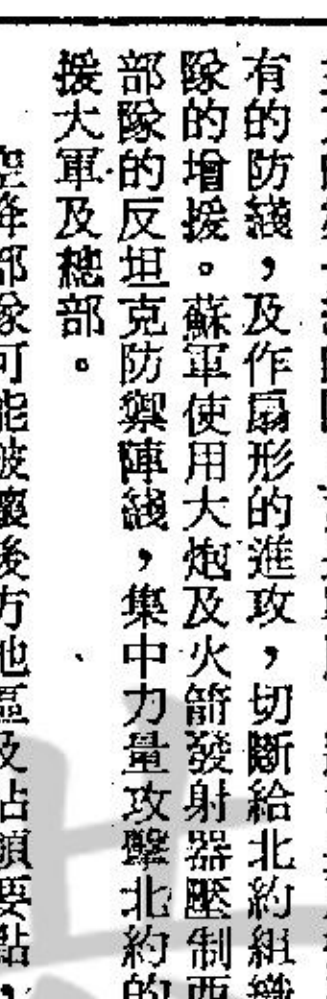 有的防綫，及作扇形的進攻，切斷給北約組織
隊的增援。蘇軍使用大炮及火箭發射器壓制西
部隊的反坦克防禦陣綫，集中力量攻擊北約的
援大軍及總部。
空降部隊可能破壞後方地區及佔領要點，